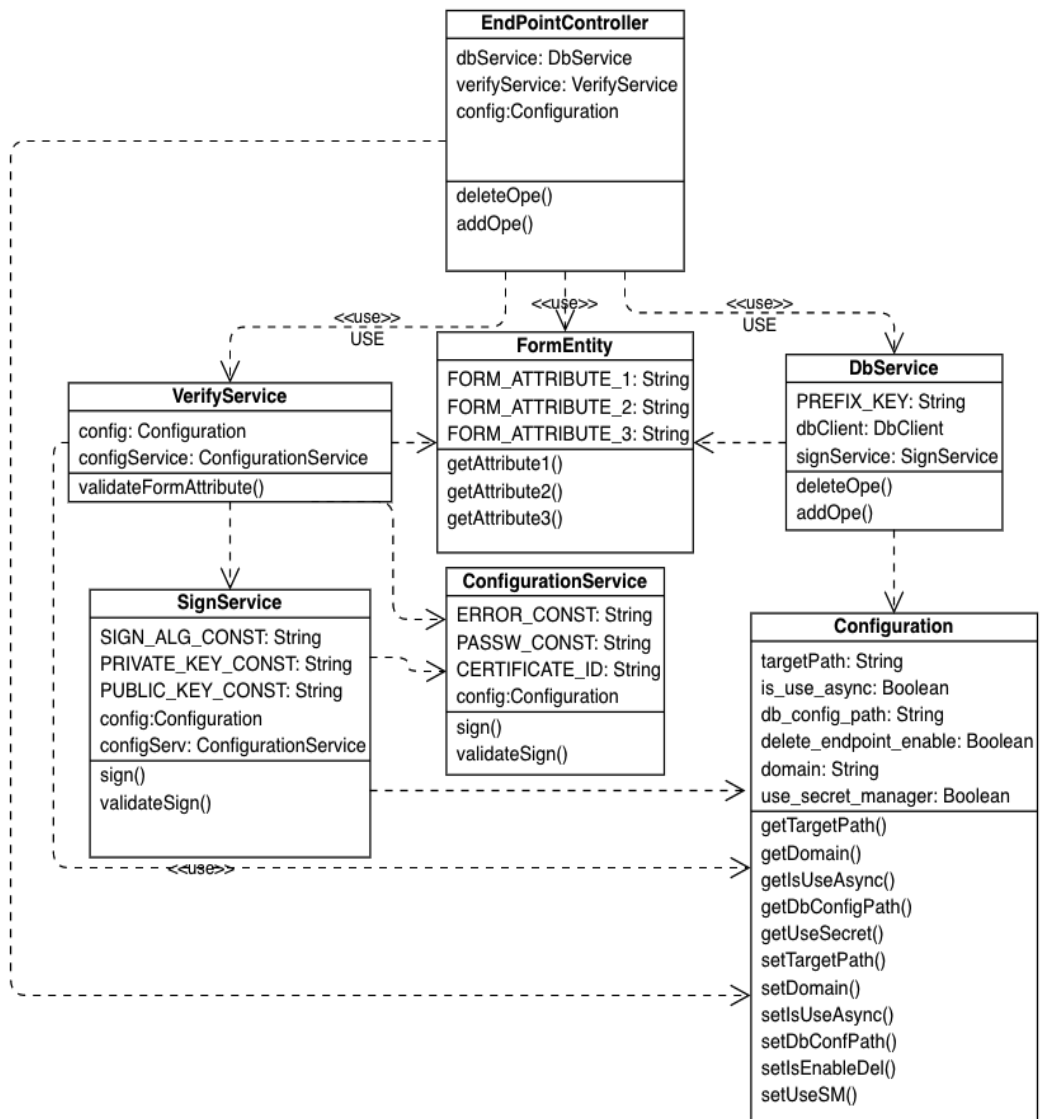 EndPointController
dbService: DbService
verifyService: VerifyService
config:Configuration
deleteOpe()
addOpe()
<<use>>
USE
<<use>>
<<use>>
USE
FormEntity
FORM_ATTRIBUTE_1: String
FORM_ATTRIBUTE_2: String
FORM_ATTRIBUTE_3: String
getAttribute1()
getAttribute2()
getAttribute3()
DbService
PREFIX_KEY: String
dbClient: DbClient
signService: SignService
deleteOpe()
addOpe()
VerifyService
config: Configuration
configService: ConfigurationService
validateFormAttribute()
SignService
SIGN_ALG_CONST: String
PRIVATE_KEY_CONST: String
PUBLIC_KEY_CONST: String
config:Configuration
configServ: ConfigurationService
sign()
validateSign()
<<use>>
ConfigurationService
ERROR_CONST: String
PASSW_CONST: String
CERTIFICATE_ID: String
config:Configuration
sign()
validateSign()
Configuration
targetPath: String
is_use_async: Boolean
db_config_path: String
delete_endpoint_enable: Boolean
domain: String
use_secret_manager: Boolean
getTargetPath()
getDomain()
getIsUseAsync()
getDbConfigPath()
getUseSecret()
setTargetPath()
setDomain()
setIsUseAsync()
setDbConfPath()
setIsEnableDel()
setUseSM()